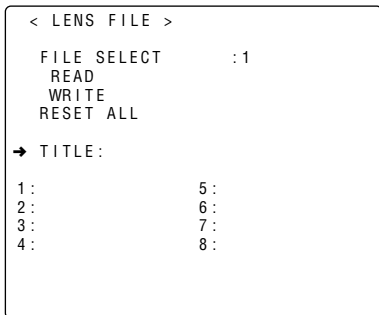 < LENS FILE >
FILE SELECT :1
READ
WRITE
RESET ALL
➔ TITLE:
1: 5:
2: 6:
3: 7:
4: 8: